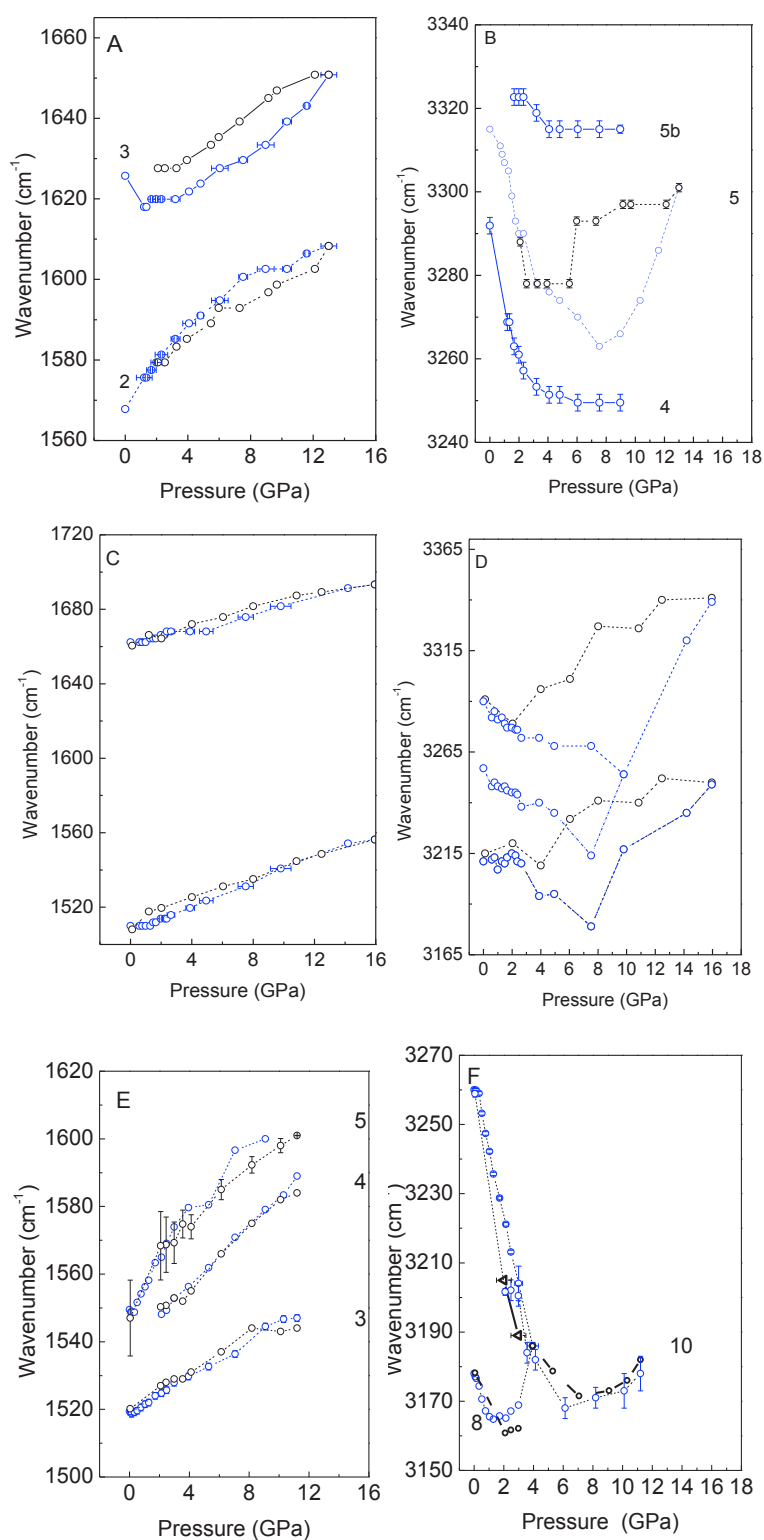 A
Wavenumber (cm⁻¹)
1660
1640
1620
1600
1580
1560
3
2
0 4 8 12 16
Pressure (GPa)
B
Wavenumber (cm⁻¹)
3340
3320
3300
3280
3260
3240
5b
5
4
0 2 4 6 8 10 12 14 16 18
Pressure (GPa)
C
Wavenumber (cm⁻¹)
1720
1680
1640
1600
1560
1520
0 4 8 12 16
Pressure (GPa)
D
Wavenumber (cm⁻¹)
3365
3315
3265
3215
3165
0 2 4 6 8 10 12 14 16 18
Pressure (GPa)
E
Wavenumber (cm⁻¹)
1620
1600
1580
1560
1540
1520
1500
5
4
3
0 4 8 12 16
Pressure (GPa)
F
Wavenumber (cm⁻¹)
3270
3250
3230
3210
3190
3170
3150
10
8
0 2 4 6 8 10 12 14 16 18
Pressure (GPa)